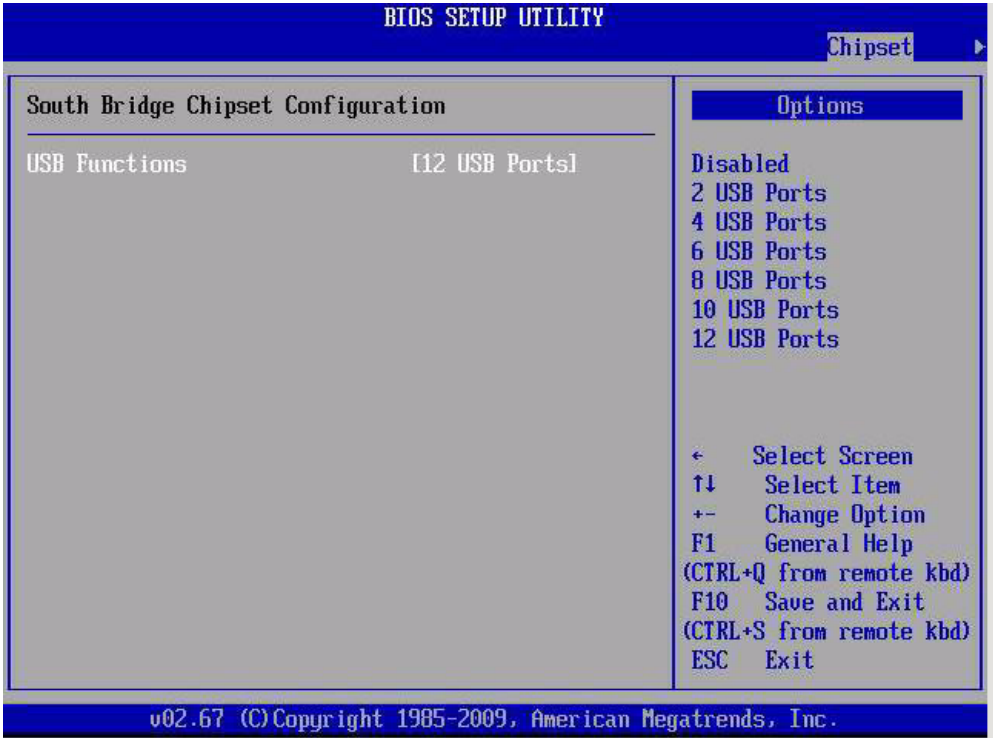 BIOS SETUP UTILITY
Chipset
South Bridge Chipset Configuration
USB Functions [12 USB Ports]
Options
Disabled
2 USB Ports
4 USB Ports
6 USB Ports
8 USB Ports
10 USB Ports
12 USB Ports
← Select Screen
↑↓ Select Item
+- Change Option
F1 General Help
(CTRL+Q from remote kbd)
F10 Save and Exit
(CTRL+S from remote kbd)
ESC Exit
v02.67 (C)Copyright 1985-2009, American Megatrends, Inc.